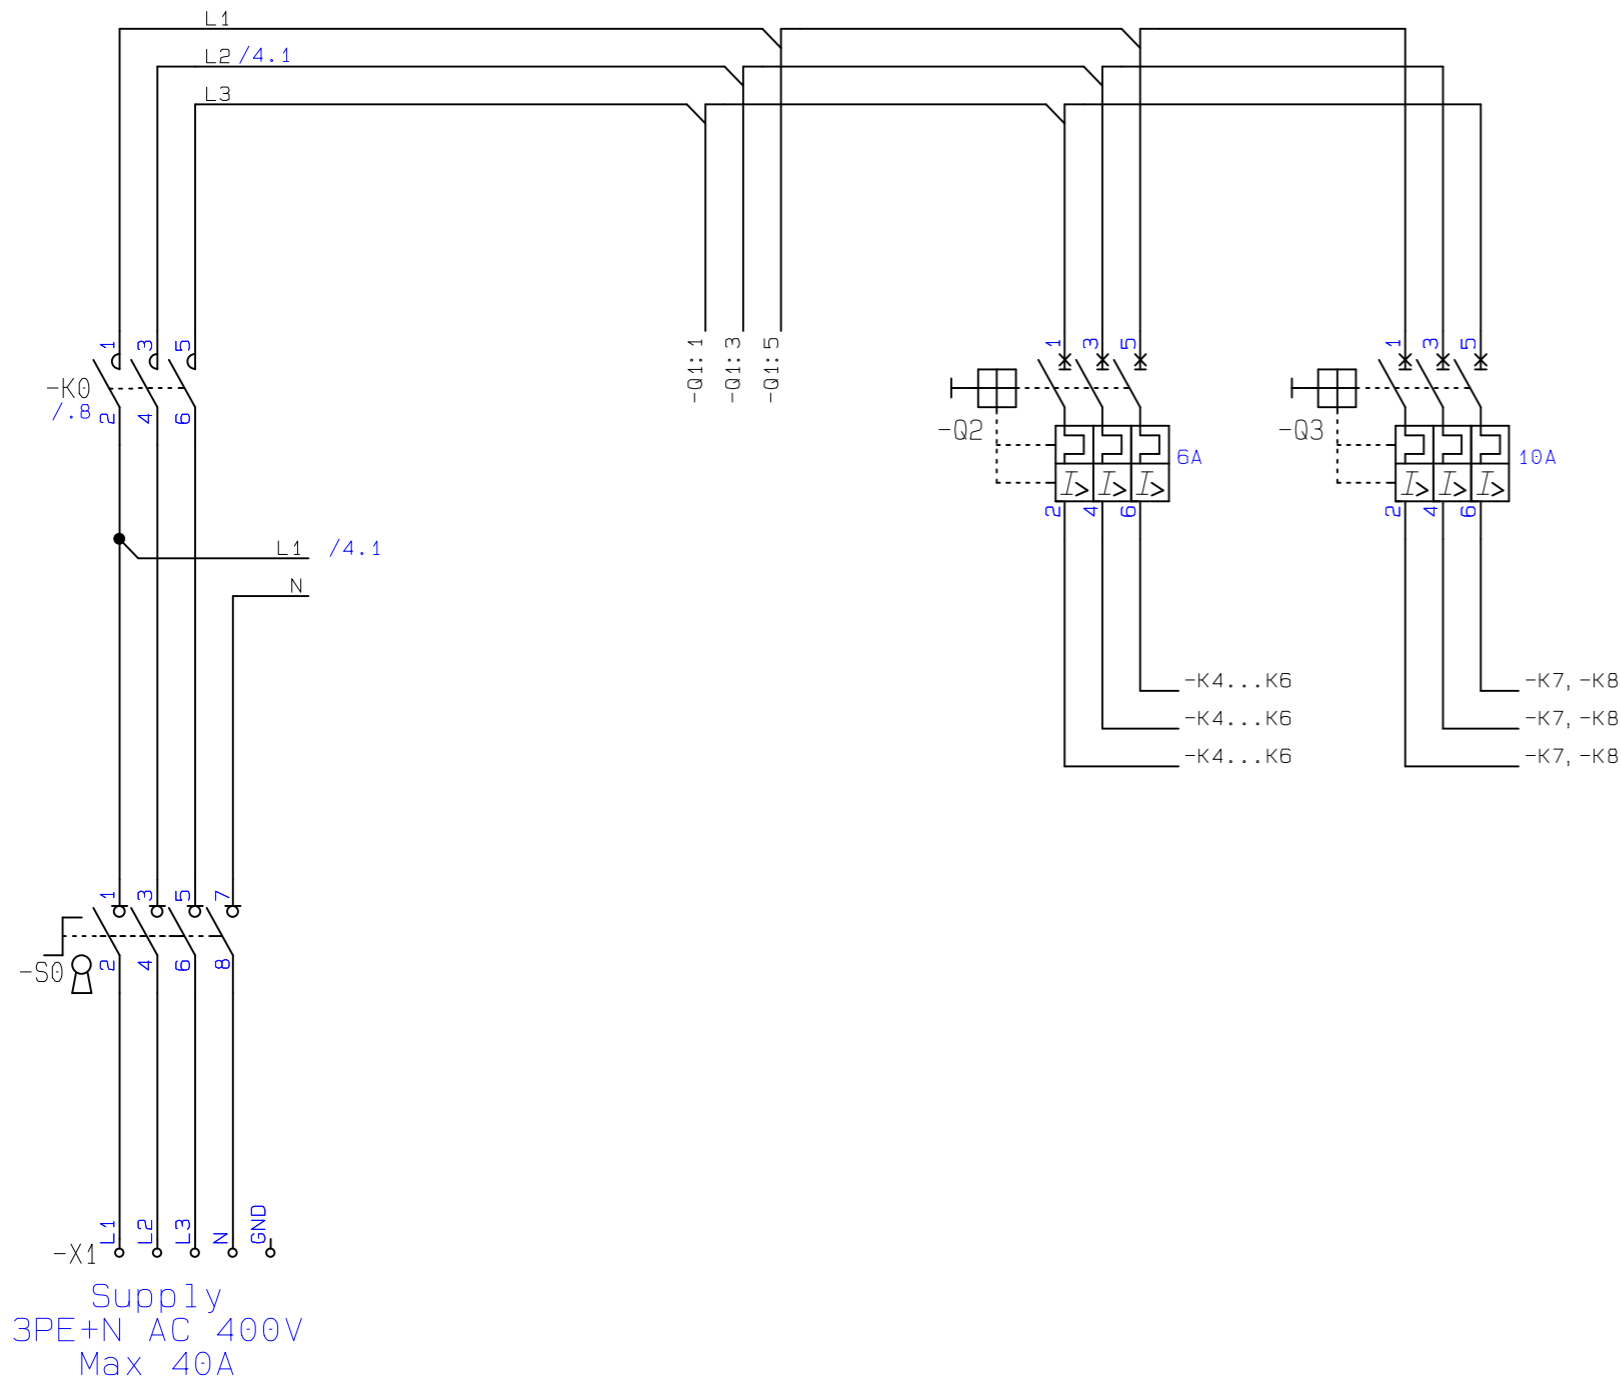 L1
L2 /4.1
L3
1 3 5
-K0
/.8
2 4 6
-Q1:1
-Q1:3
-Q1:5
1 3 5
-Q2
6A
I> I> I>
2 4 6
1 3 5
-Q3
10A
I> I> I>
2 4 6
L1 /4.1
N
-K4...K6
-K4...K6
-K4...K6
-K7,-K8
-K7,-K8
-K7,-K8
1 3 5 7
-S0
2 4 6 8
L1 L2 L3 N GND
-X1
Supply
3PE+N AC 400V
Max 40A